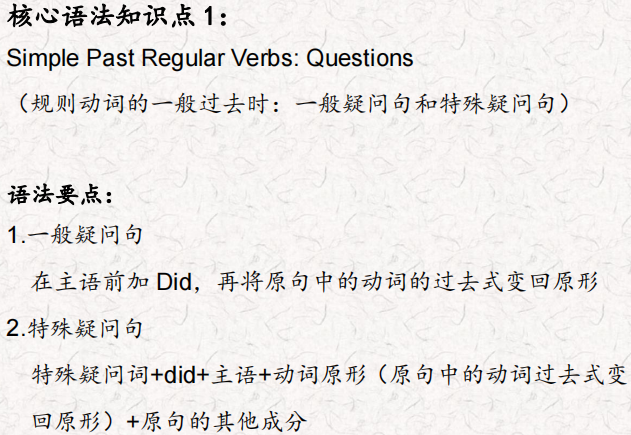 核心语法知识点 1：
Simple Past Regular Verbs: Questions
（规则动词的一般过去时：一般疑问句和特殊疑问句）
语法要点：
1.一般疑问句
在主语前加 Did，再将原句中的动词的过去式变回原形
2.特殊疑问句
特殊疑问词+did+主语+动词原形（原句中的动词过去式变
回原形）+原句的其他成分